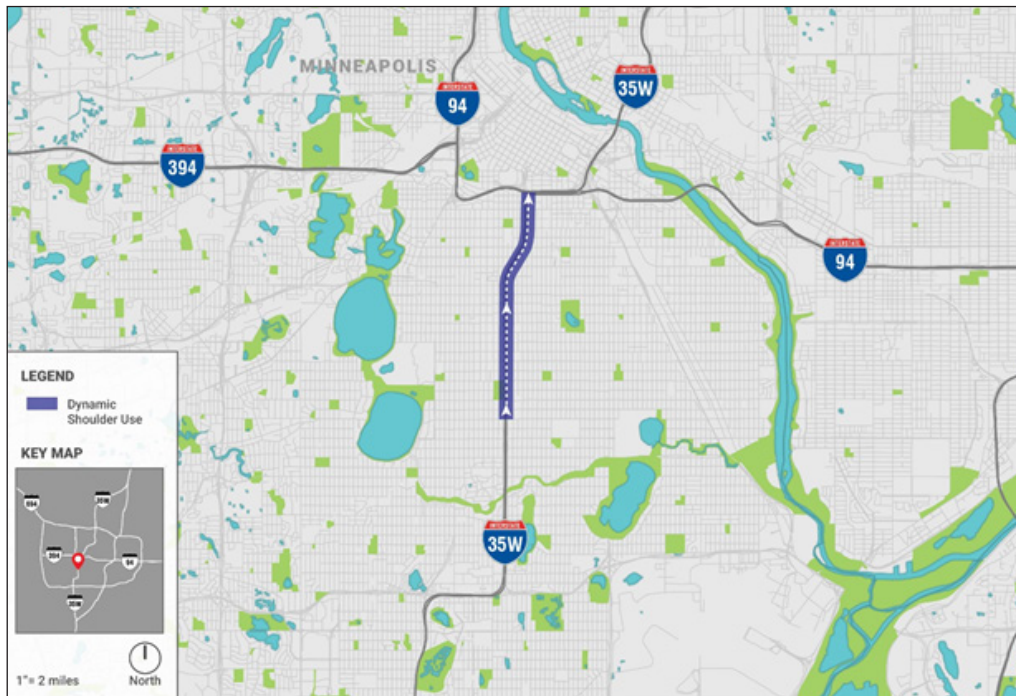 MINNEAPOLIS
INTERSTATE
94
INTERSTATE
35W
INTERSTATE
394
INTERSTATE
94
INTERSTATE
35W
LEGEND
Dynamic
Shoulder Use
KEY MAP
694
35W
394
94
35W
1"= 2 miles
North